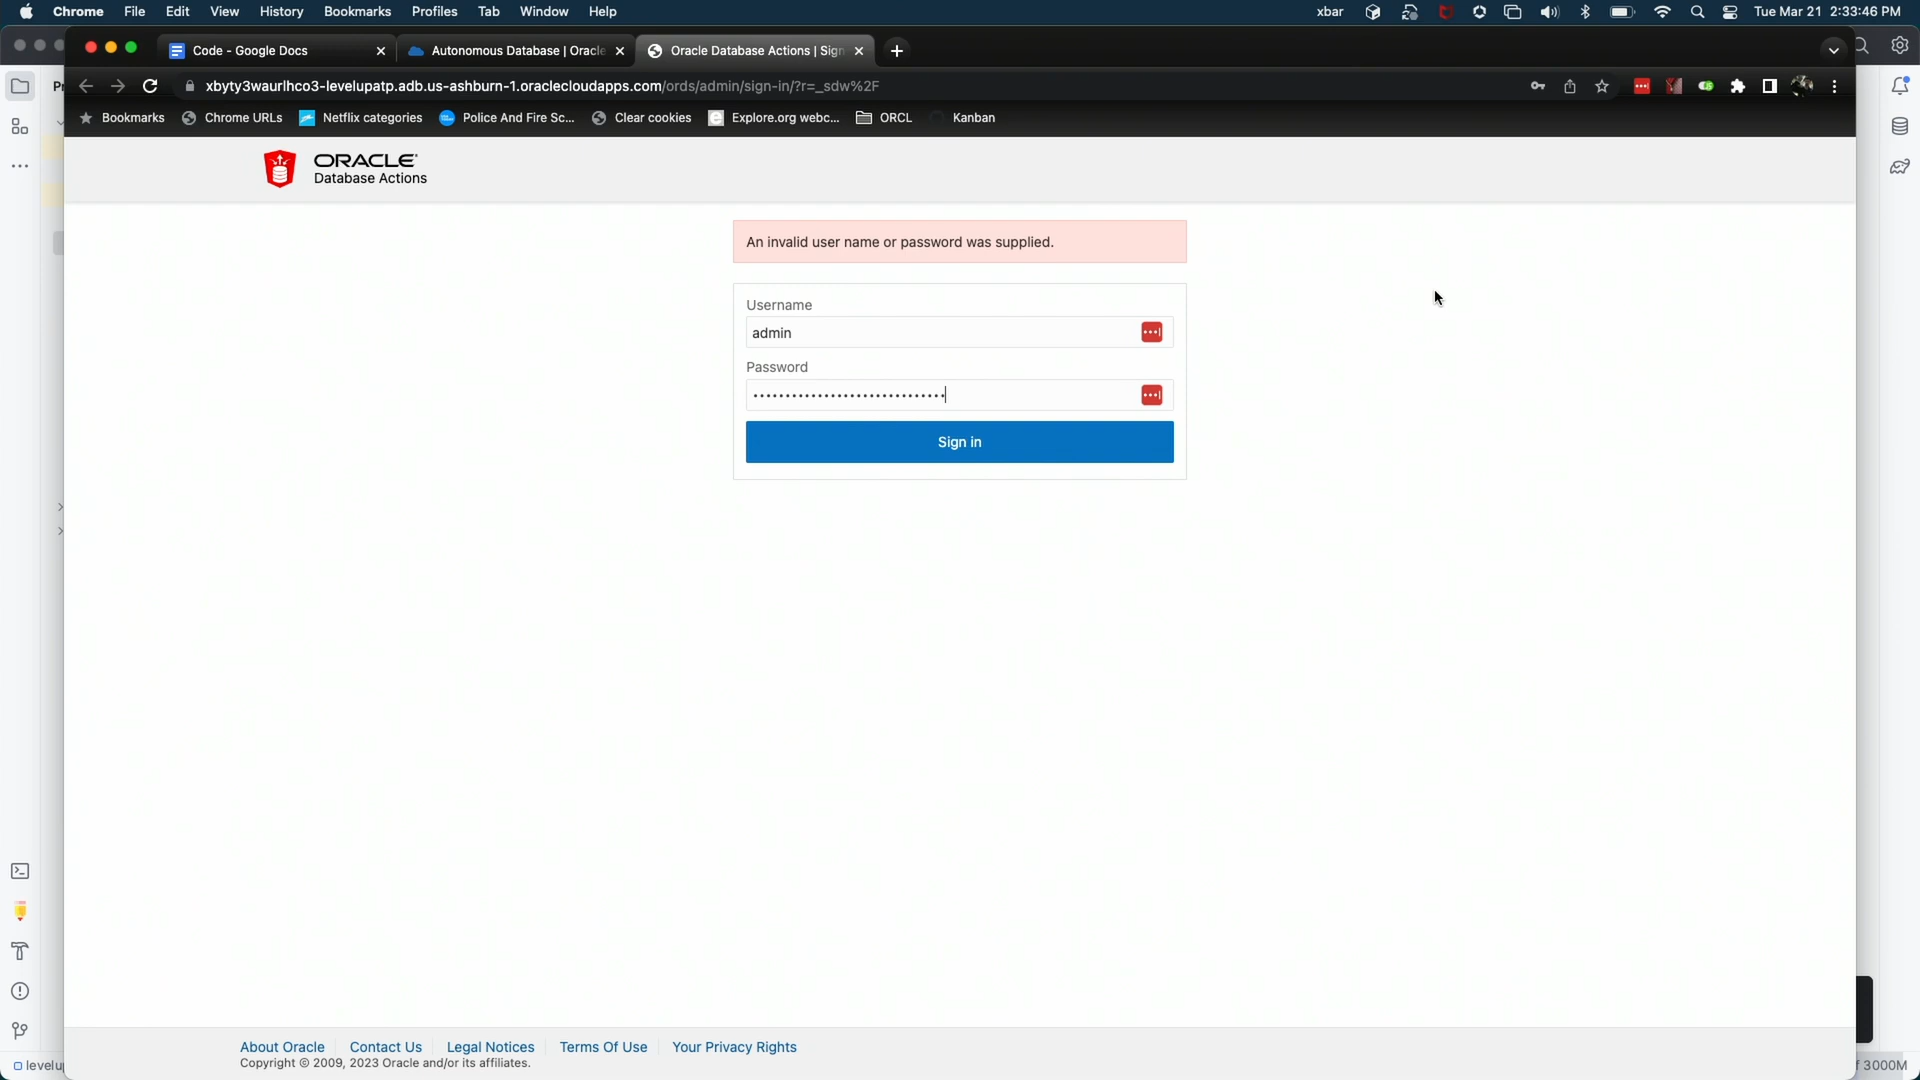 Chrome File Edit View History Bookmarks Profiles Tab Window Help xbar Tue Mar 21 2:33:46 PM
Code - Google Docs Autonomous Database | Oracle Oracle Database Actions | Sign
xbyty3waurlhco3-levelupatp.adb.us-ashburn-1.oraclecloudapps.com/ords/admin/sign-in/?r=_sdw%2F
Bookmarks Chrome URLs Netflix categories Police And Fire Sc... Clear cookies Explore.org webc... ORCL Kanban
ORACLE
Database Actions
An invalid user name or password was supplied.
Username
admin
Password
Sign in
About Oracle Contact Us Legal Notices Terms Of Use Your Privacy Rights
Copyright © 2009, 2023 Oracle and/or its affiliates.
3000M